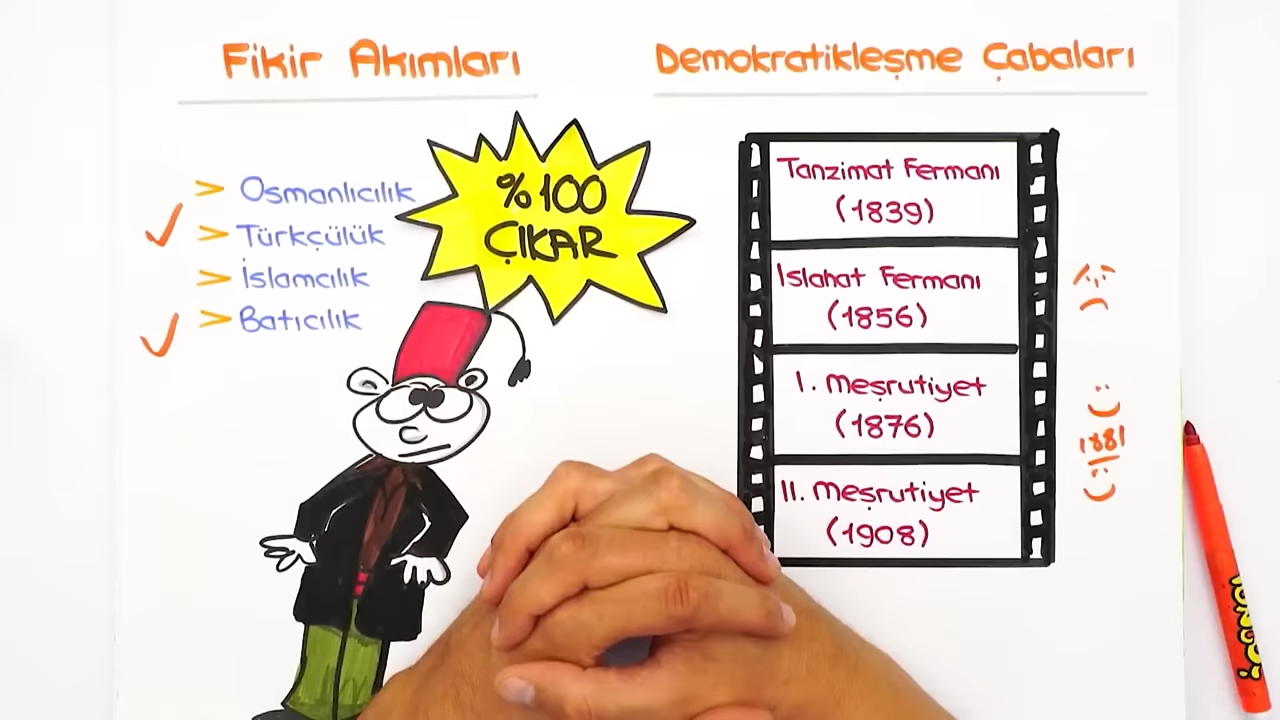 Fikir Akımları
> Osmanlıcılık
> Türkçülük
> İslamcılık
> Batıcılık
%100
ÇIKAR
Demokratikleşme Çabaları
Tanzimat Fermanı
(1839)
Islahat Fermanı
(1856)
I. Meşrutiyet
(1876)
II. Meşrutiyet
(1908)
1881